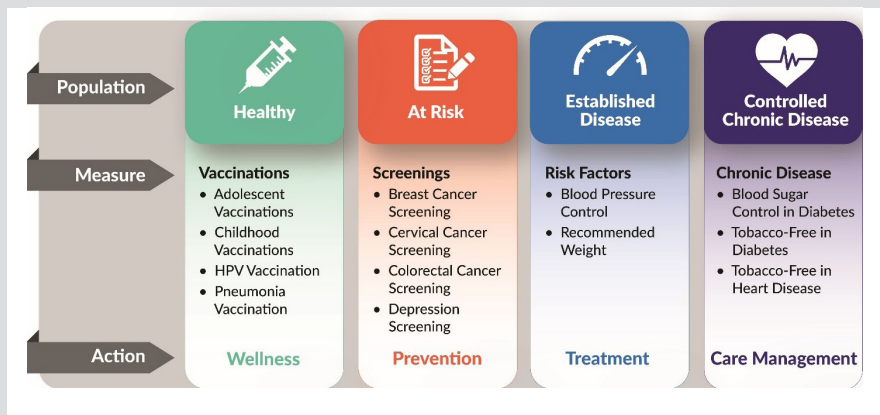 Population
Healthy
At Risk
Established
Disease
Controlled
Chronic Disease
Measure
Vaccinations
• Adolescent
Vaccinations
• Childhood
Vaccinations
• HPV Vaccination
• Pneumonia
Vaccination
Screenings
• Breast Cancer
Screening
• Cervical Cancer
Screening
• Colorectal Cancer
Screening
• Depression
Screening
Risk Factors
• Blood Pressure
Control
• Recommended
Weight
Chronic Disease
• Blood Sugar
Control in Diabetes
• Tobacco-Free in
Diabetes
• Tobacco-Free in
Heart Disease
Action
Wellness
Prevention
Treatment
Care Management